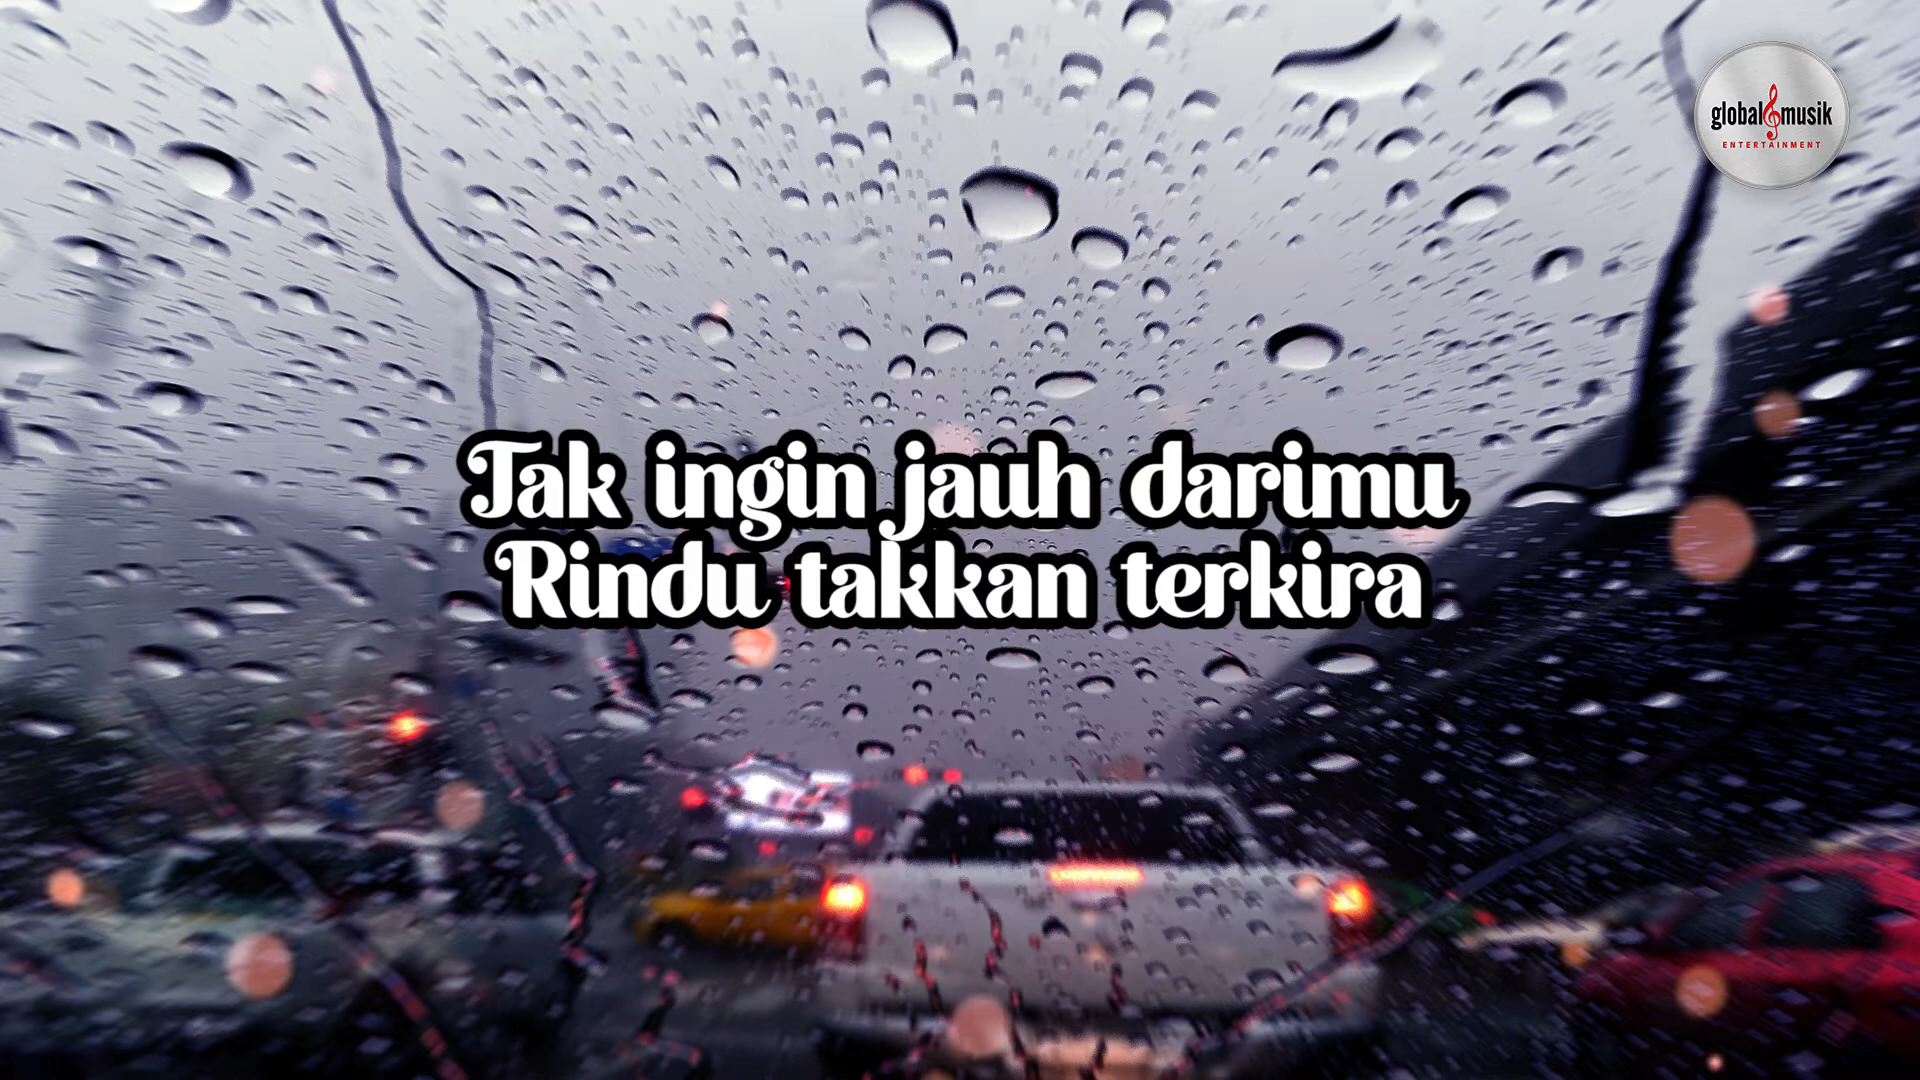 global musik
ENTERTAINMENT
Tak ingin jauh darimu
Rindu takkan terkira